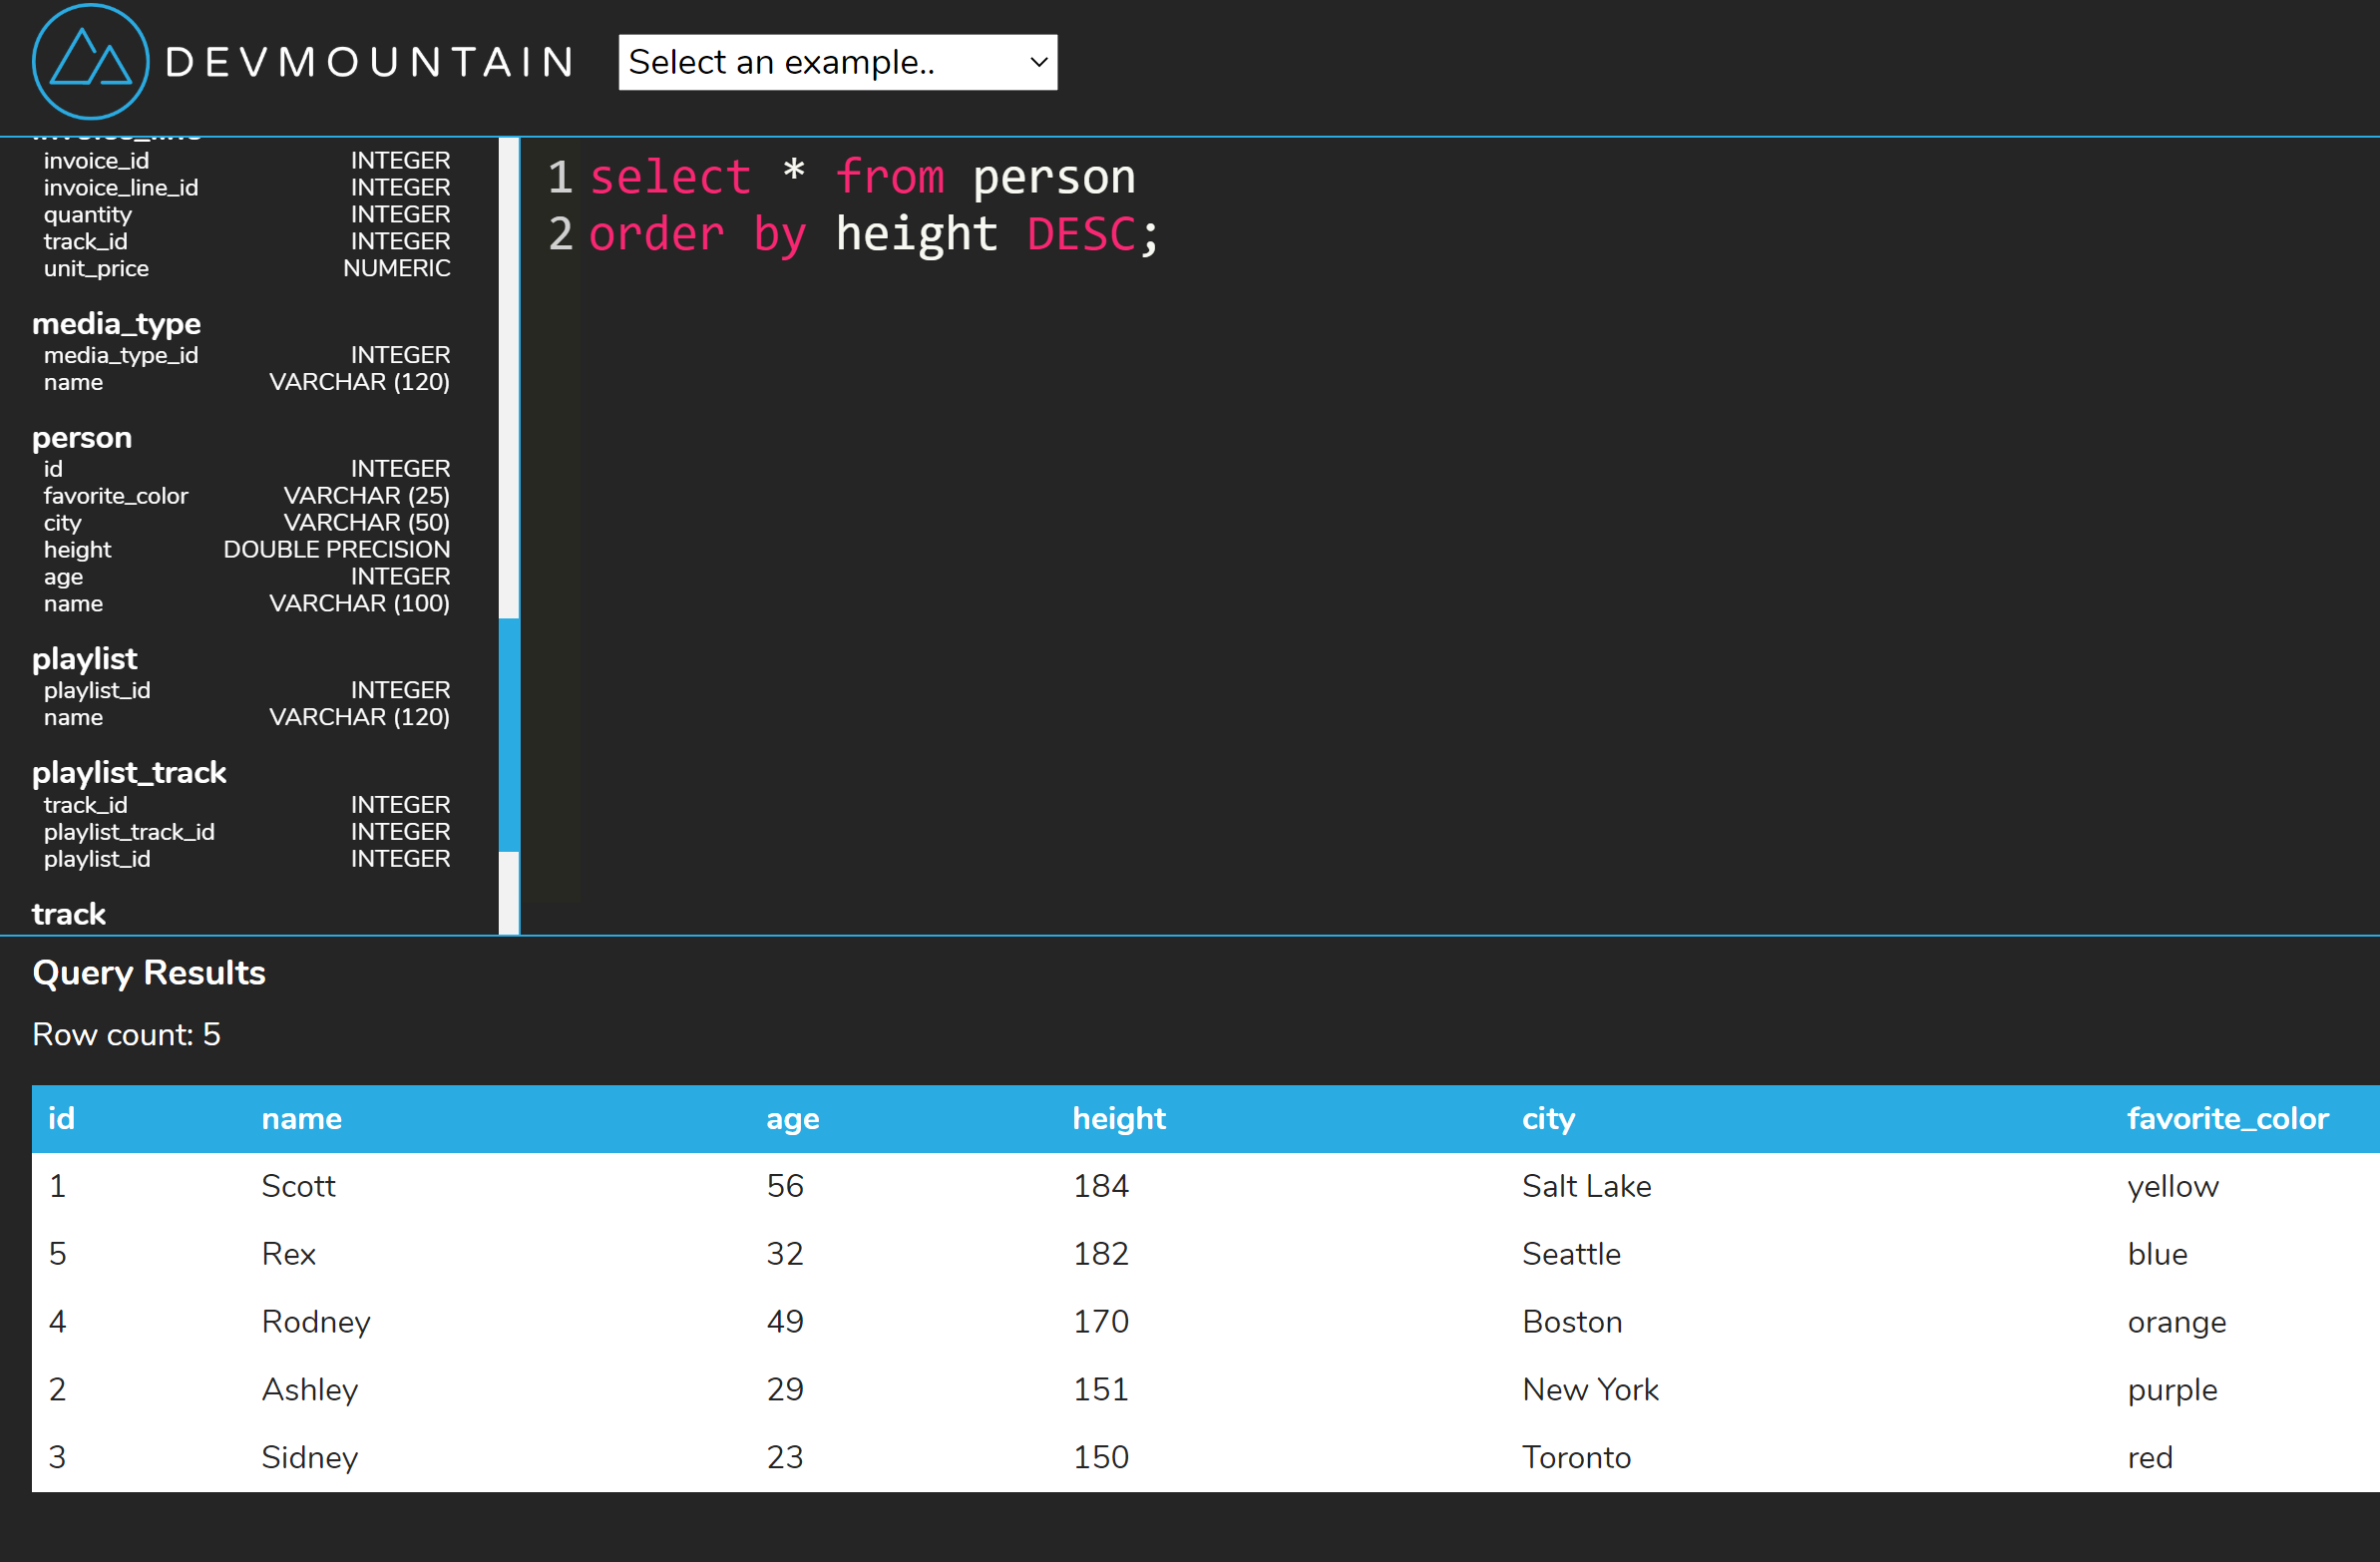 DEVMOUNTAIN
Select an example..
invoice_line
invoice_id INTEGER
invoice_line_id INTEGER
quantity INTEGER
track_id INTEGER
unit_price NUMERIC
media_type
media_type_id INTEGER
name VARCHAR (120)
person
id INTEGER
favorite_color VARCHAR (25)
city VARCHAR (50)
height DOUBLE PRECISION
age INTEGER
name VARCHAR (100)
playlist
playlist_id INTEGER
name VARCHAR (120)
playlist_track
track_id INTEGER
playlist_track_id INTEGER
playlist_id INTEGER
track
1 select * from person
2 order by height DESC;
Query Results
Row count: 5
id name age height city favorite_color
1 Scott 56 184 Salt Lake yellow
5 Rex 32 182 Seattle blue
4 Rodney 49 170 Boston orange
2 Ashley 29 151 New York purple
3 Sidney 23 150 Toronto red